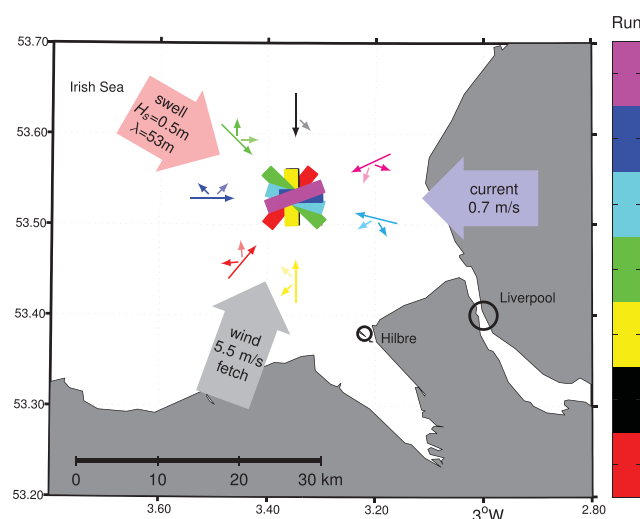 Run
53.70
Irish Sea
swell
Hs=0.5m
λ=53m
53.60
current
0.7 m/s
53.50
53.40
Liverpool
Hilbre
wind
5.5 m/s
fetch
53.30
0 10 20 30 km
53.20
3.60 3.40 3.20 3°W 2.80